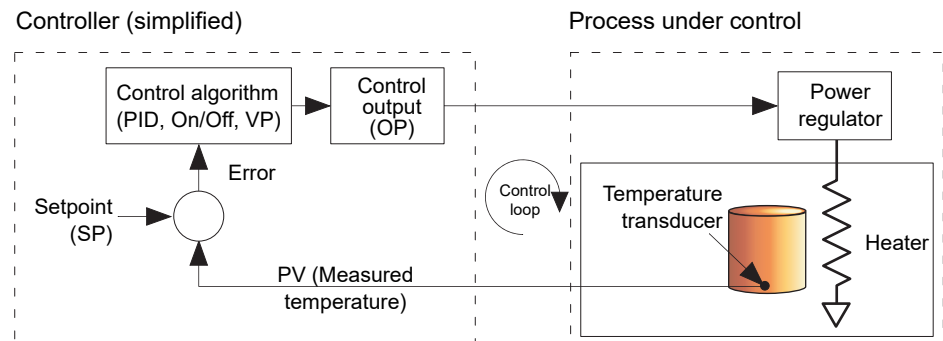 Controller (simplified)
Process under control
Control algorithm
(PID, On/Off, VP)
Control
output
(OP)
Power
regulator
Error
Setpoint
(SP)
Control
loop
Temperature
transducer
Heater
PV (Measured
temperature)